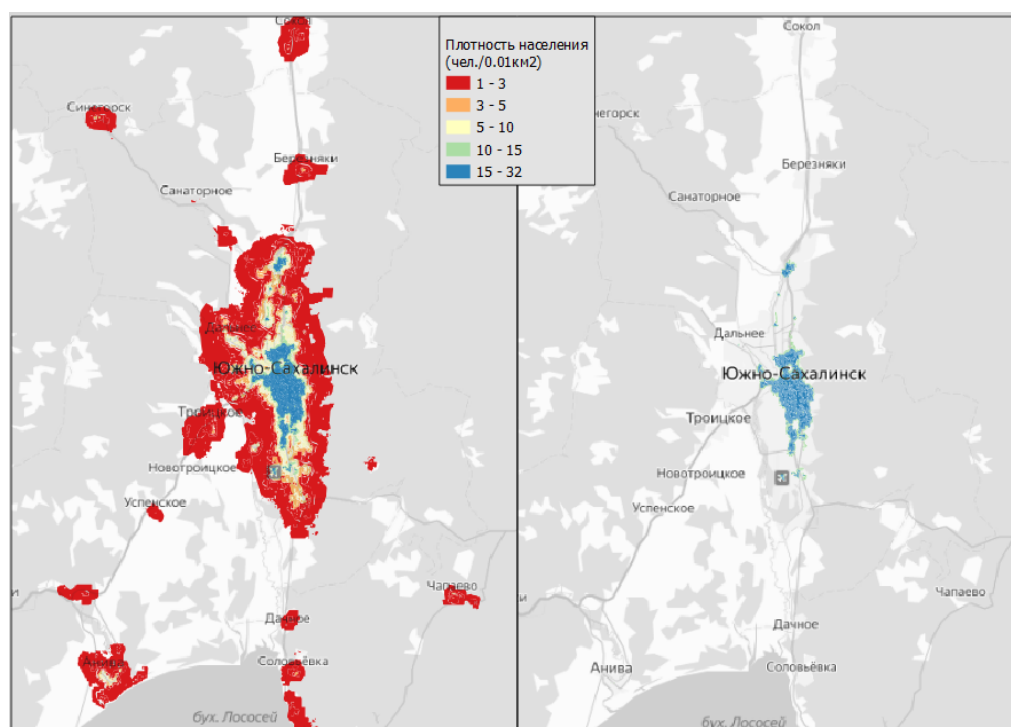 Сокол
Плотность населения
(чел./0.01км2)
1 - 3
3 - 5
5 - 10
10 - 15
15 - 32
Синегорск
Березняки
Санаторное
Дальнее
Южно-Сахалинск
Троицкое
Новотроицкое
Успенское
и
Чапаево
Дачное
Анива
Соловьёвка
бух. Лососей
Сокол
негорск
Березняки
Санаторное
Дальнее
Южно-Сахалинск
Троицкое
Новотроицкое
Успенское
и
Чапаево
Дачное
Анива
Соловьёвка
бух. Лососей